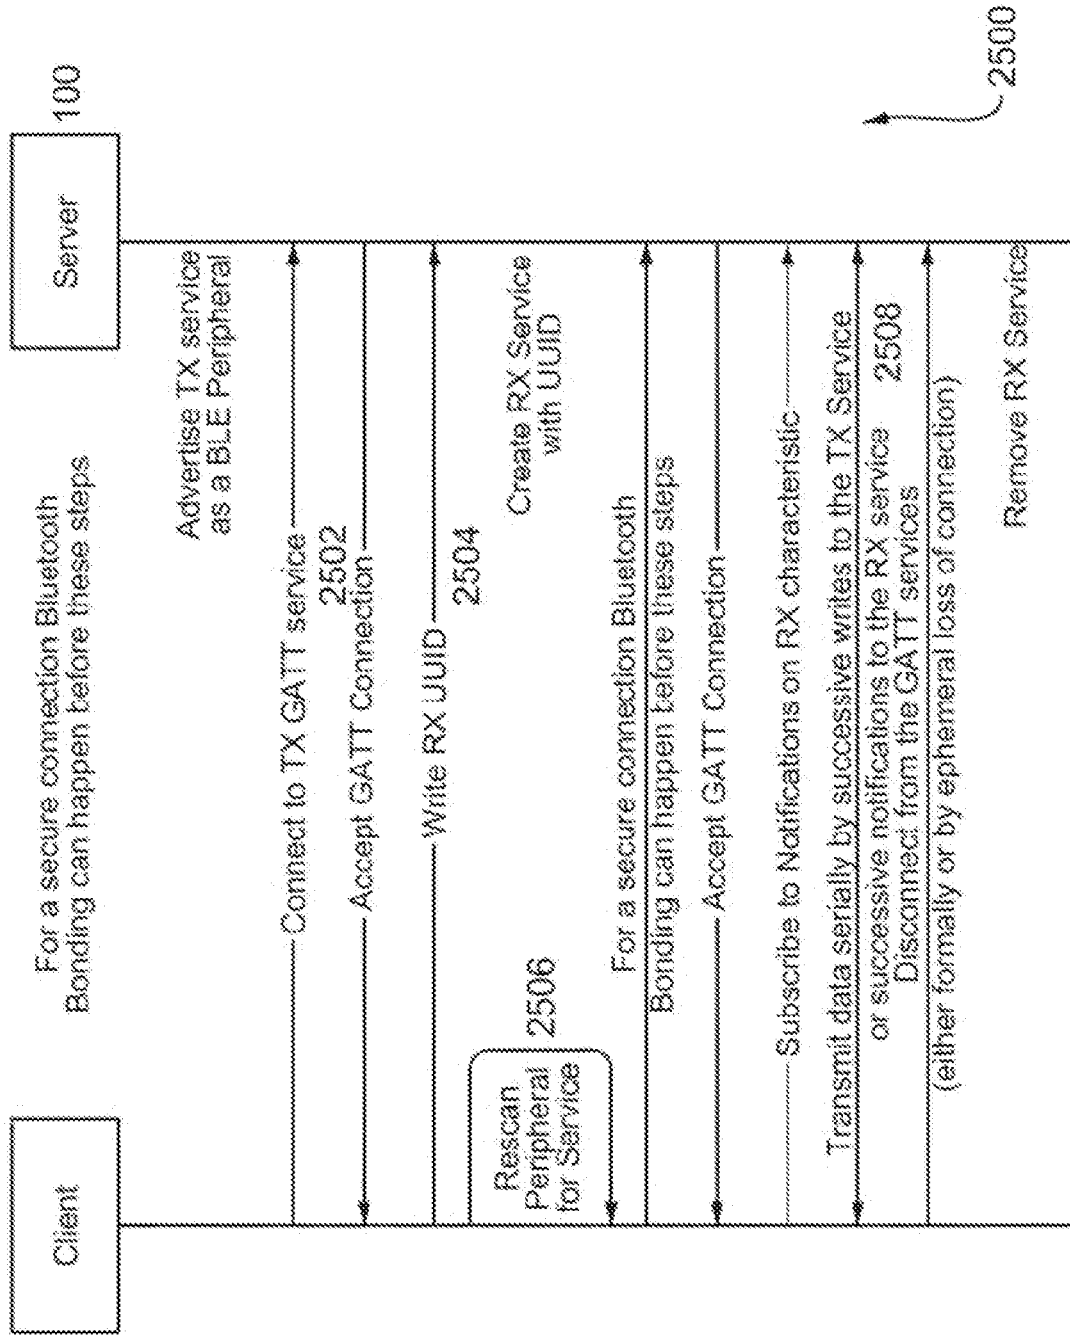 Client
Server
100
For a secure connection Bluetooth
Bonding can happen before these steps
Advertise TX service
as a BLE Peripheral
Connect to TX GATT service
2502
Accept GATT Connection
Write RX UUID
2504
Rescan
Peripheral
for Service
2506
Create RX Service
with UUID
For a secure connection Bluetooth
Bonding can happen before these steps
Accept GATT Connection
Subscribe to Notifications on RX characteristic
Transmit data serially by successive writes to the TX Service
or successive notifications to the RX service
2508
Disconnect from the GATT services
(either formally or by ephemeral loss of connection)
Remove RX Service
2500